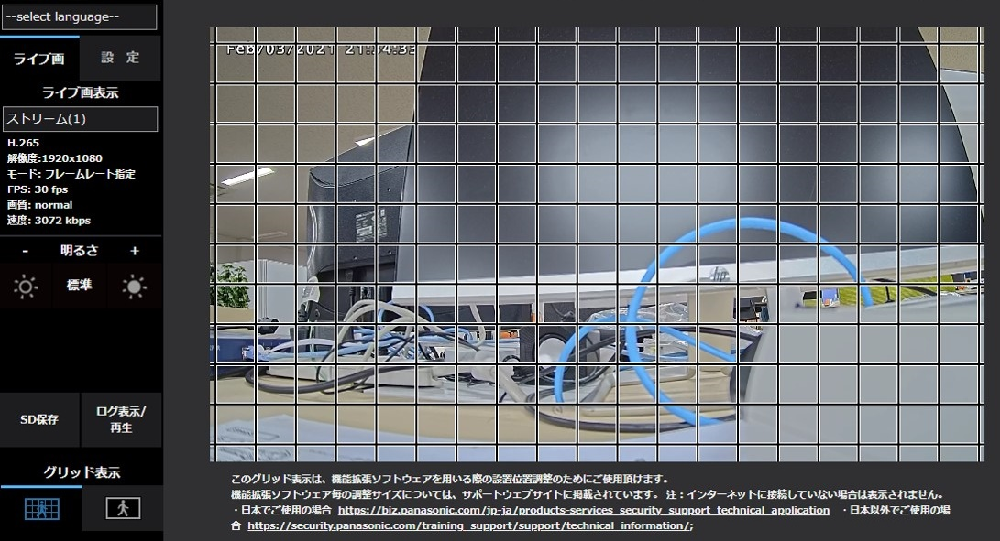 --select language--
ライブ画
設 定
ライブ画表示
ストリーム(1)
H.265
解像度:1920x1080
モード: フレームレート指定
FPS: 30 fps
画質: normal
速度: 3072 kbps
- 明るさ +
標準
SD保存
ログ表示/
再生
グリッド表示
Feb/03/2021 21:54:33
hp
このグリッド表示は、機能拡張ソフトウェアを用いる際の設置位置調整のためにご使用頂けます。
機能拡張ソフトウェア毎の調整サイズについては、サポートウェブサイトに掲載されています。 注：インターネットに接続していない場合は表示されません。
・日本でご使用の場合 https://biz.panasonic.com/jp-ja/products-services_security_support_technical_application ・日本以外でご使用の場
合 https://security.panasonic.com/training_support/support/technical_information/;